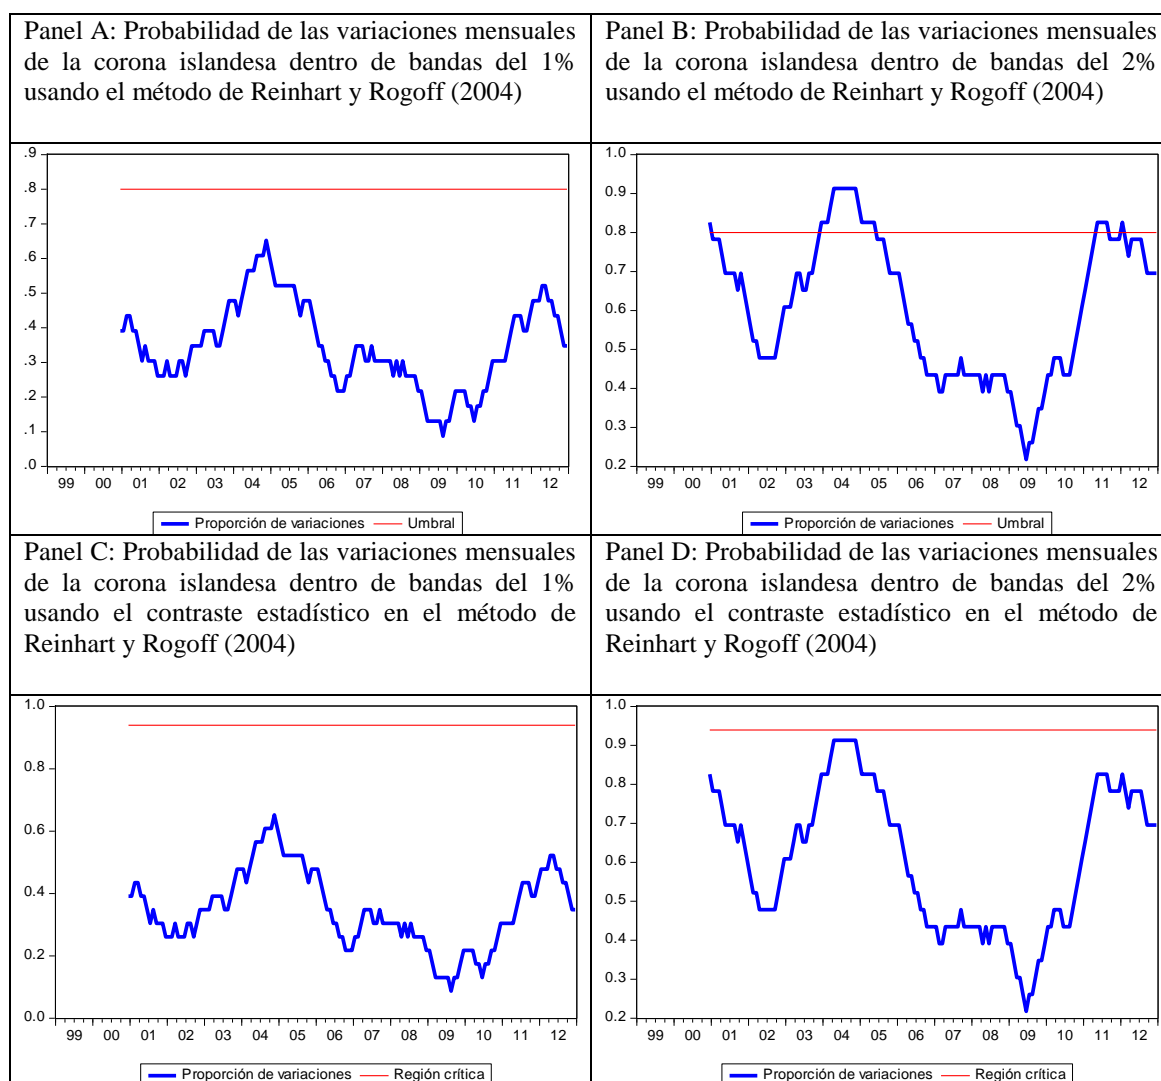 Panel A: Probabilidad de las variaciones mensuales
de la corona islandesa dentro de bandas del 1%
usando el método de Reinhart y Rogoff (2004)
Panel B: Probabilidad de las variaciones mensuales
de la corona islandesa dentro de bandas del 2%
usando el método de Reinhart y Rogoff (2004)
.9
.8
.7
.6
.5
.4
.3
.2
.1
.0
99 00 01 02 03 04 05 06 07 08 09 10 11 12
Proporción de variaciones Umbral
1.0
0.9
0.8
0.7
0.6
0.5
0.4
0.3
0.2
99 00 01 02 03 04 05 06 07 08 09 10 11 12
Proporción de variaciones Umbral
Panel C: Probabilidad de las variaciones mensuales
de la corona islandesa dentro de bandas del 1%
usando el contraste estadístico en el método de
Reinhart y Rogoff (2004)
Panel D: Probabilidad de las variaciones mensuales
de la corona islandesa dentro de bandas del 2%
usando el contraste estadístico en el método de
Reinhart y Rogoff (2004)
1.0
0.8
0.6
0.4
0.2
0.0
99 00 01 02 03 04 05 06 07 08 09 10 11 12
Proporción de variaciones Región crítica
1.0
0.9
0.8
0.7
0.6
0.5
0.4
0.3
0.2
99 00 01 02 03 04 05 06 07 08 09 10 11 12
Proporción de variaciones Región crítica